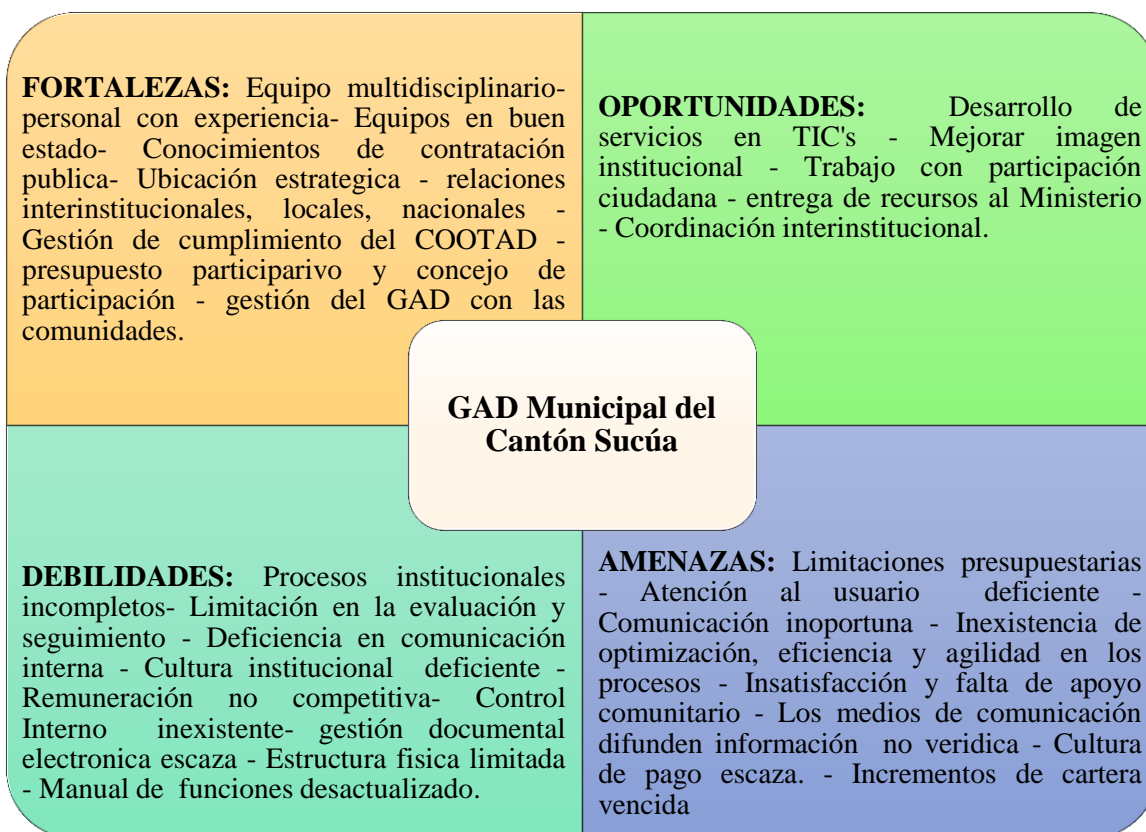 FORTALEZAS: Equipo multidisciplinario-
personal con experiencia- Equipos en buen
estado- Conocimientos de contratación
publica- Ubicación estrategica - relaciones
interinstitucionales, locales, nacionales -
Gestión de cumplimiento del COOTAD -
presupuesto participarivo y concejo de
participación - gestión del GAD con las
comunidades.
OPORTUNIDADES: Desarrollo de
servicios en TIC's - Mejorar imagen
institucional - Trabajo con participación
ciudadana - entrega de recursos al Ministerio
- Coordinación interinstitucional.
GAD Municipal del
Cantón Sucúa
DEBILIDADES: Procesos institucionales
incompletos- Limitación en la evaluación y
seguimiento - Deficiencia en comunicación
interna - Cultura institucional deficiente -
Remuneración no competitiva- Control
Interno inexistente- gestión documental
electronica escaza - Estructura fisica limitada
- Manual de funciones desactualizado.
AMENAZAS: Limitaciones presupuestarias
- Atención al usuario deficiente -
Comunicación inoportuna - Inexistencia de
optimización, eficiencia y agilidad en los
procesos - Insatisfacción y falta de apoyo
comunitario - Los medios de comunicación
difunden información no veridica - Cultura
de pago escaza. - Incrementos de cartera
vencida